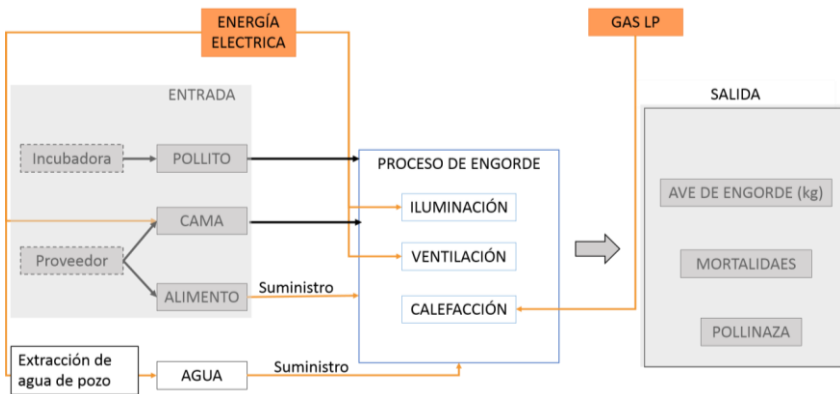 ENERGÍA
ELECTRICA
GAS LP
ENTRADA
SALIDA
Incubadora
POLLITO
PROCESO DE ENGORDE
AVE DE ENGORDE (kg)
ILUMINACIÓN
CAMA
Proveedor
VENTILACIÓN
MORTALIDAES
ALIMENTO
Suministro
CALEFACCIÓN
POLLINAZA
Extracción de
agua de pozo
AGUA
Suministro